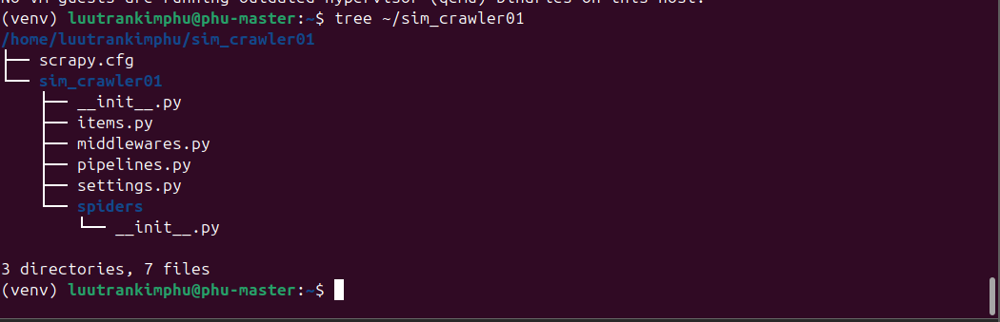 No VM guests are running outdated hypervisor (qemu) binaries on this host.
(venv) luutrankimphu@phu-master:~$ tree ~/sim_crawler01
/home/luutrankimphu/sim_crawler01
├── scrapy.cfg
└── sim_crawler01
    ├── __init__.py
    ├── items.py
    ├── middlewares.py
    ├── pipelines.py
    ├── settings.py
    └── spiders
        └── __init__.py

3 directories, 7 files
(venv) luutrankimphu@phu-master:~$